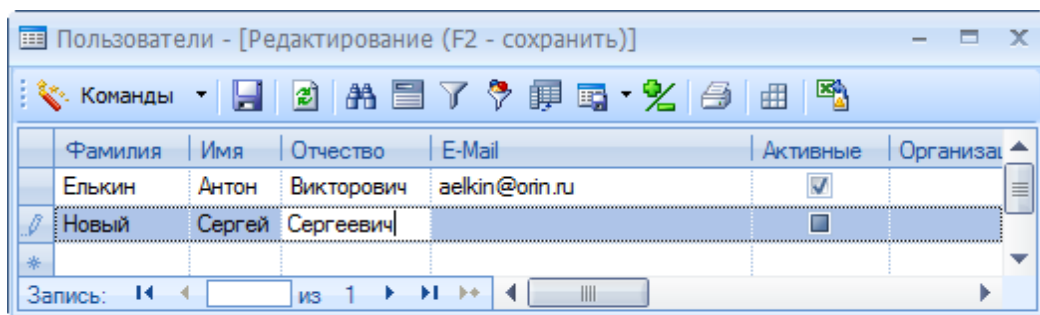 Пользователи - [Редактирование (F2 - сохранить)]
Команды
Фамилия Имя Отчество E-Mail Активные Организац
Елькин Антон Викторович aelkin@orin.ru
Новый Сергей Сергеевич
Запись: из 1